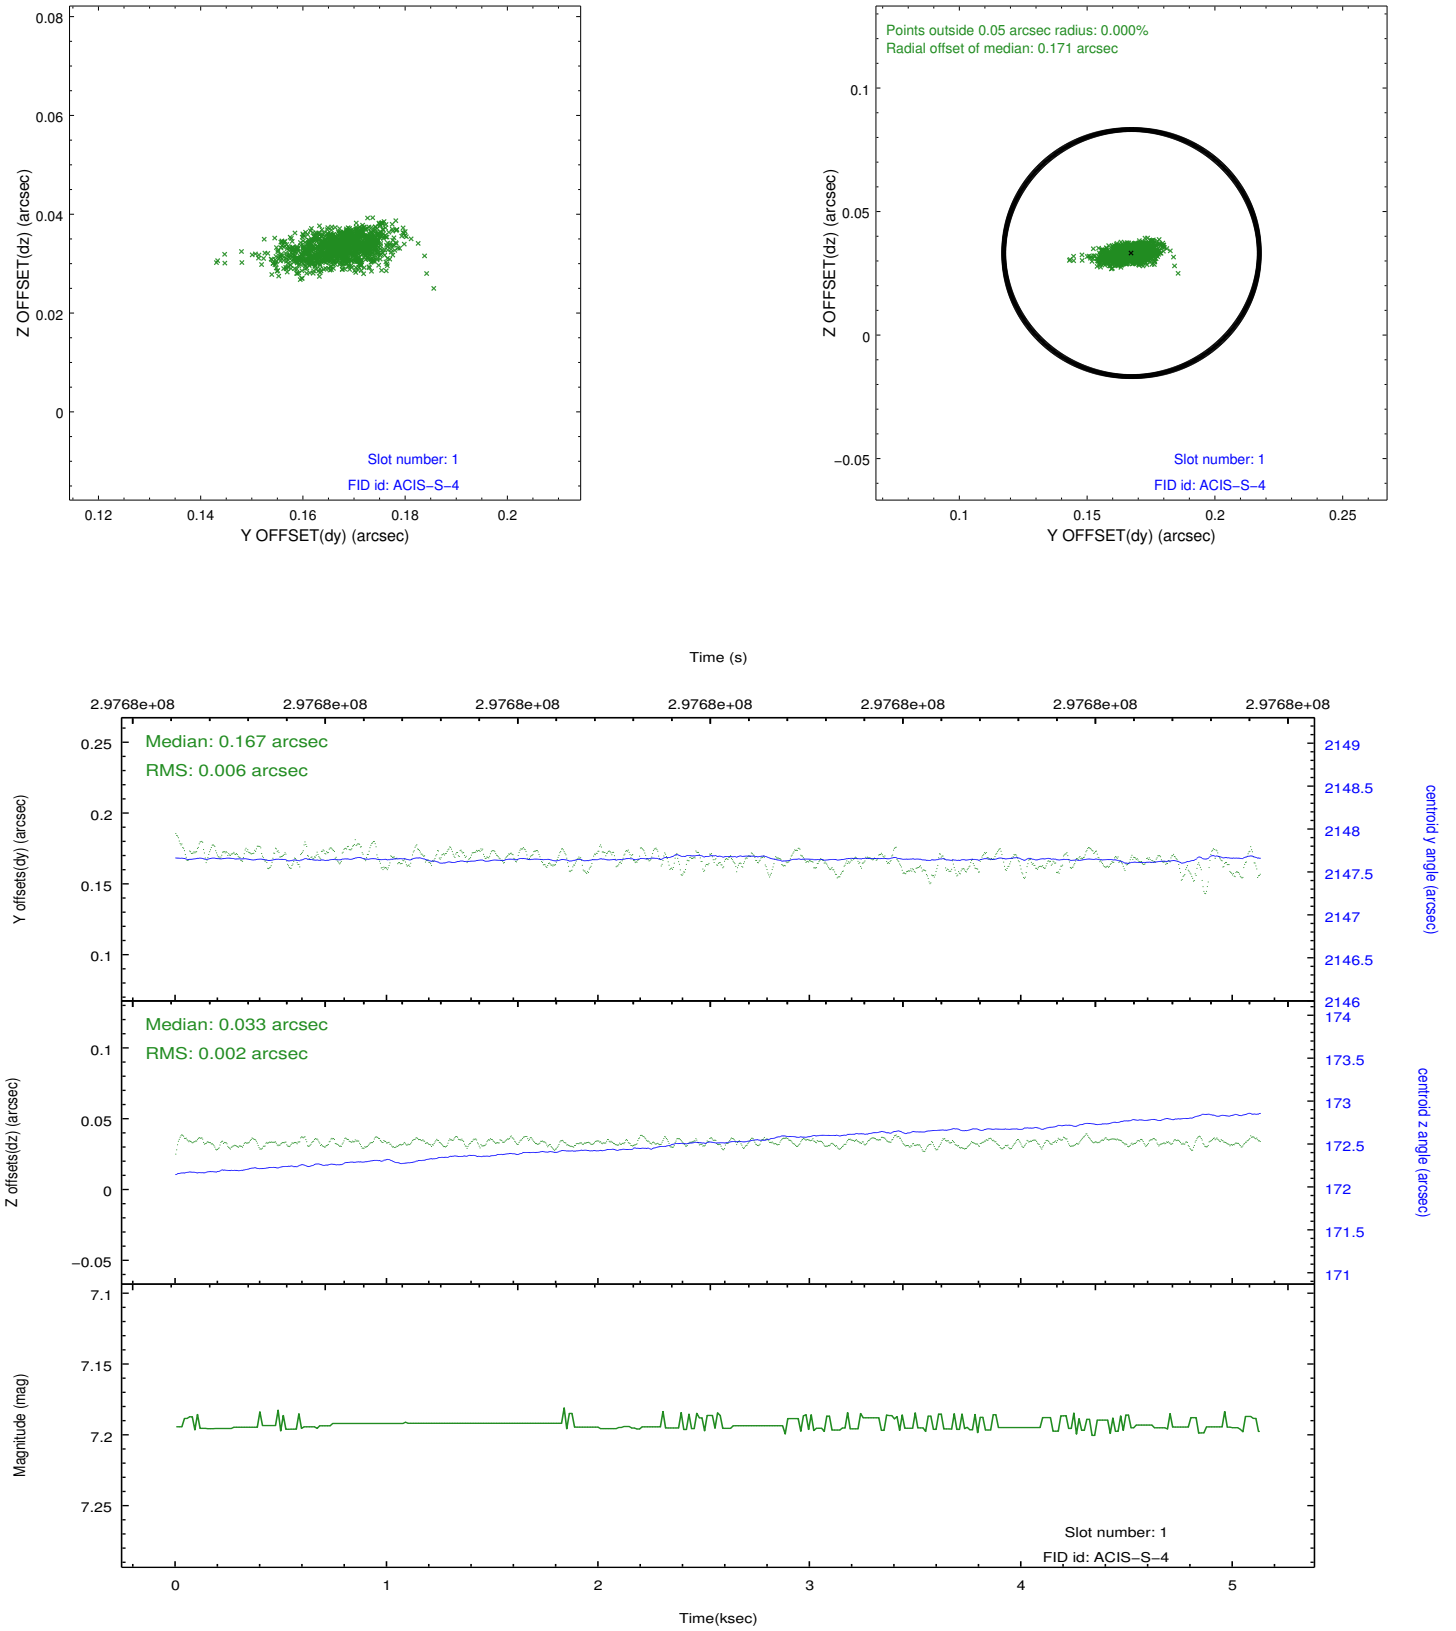 0.08
0.06
0.04
0.02
0
Z OFFSET(dz) (arcsec)
Slot number: 1
FID id: ACIS−S−4
0.12 0.14 0.16 0.18 0.2
Y OFFSET(dy) (arcsec)
Points outside 0.05 arcsec radius: 0.000%
Radial offset of median: 0.171 arcsec
0.1
0.05
0
−0.05
Z OFFSET(dz) (arcsec)
Slot number: 1
FID id: ACIS−S−4
0.1 0.15 0.2 0.25
Y OFFSET(dy) (arcsec)
Time (s)
2.9768e+08 2.9768e+08 2.9768e+08 2.9768e+08 2.9768e+08 2.9768e+08 2.9768e+08
Median: 0.167 arcsec
RMS: 0.006 arcsec
0.25
0.2
0.15
0.1
Y offsets(dy) (arcsec)
2149
2148.5
2148
2147.5
2147
2146.5
2146
centroid y angle (arcsec)
Median: 0.033 arcsec
RMS: 0.002 arcsec
0.1
0.05
0
−0.05
Z offsets(dz) (arcsec)
174
173.5
173
172.5
172
171.5
171
centroid z angle (arcsec)
7.1
7.15
7.2
7.25
Magnitude (mag)
Slot number: 1
FID id: ACIS−S−4
0 1 2 3 4 5
Time(ksec)